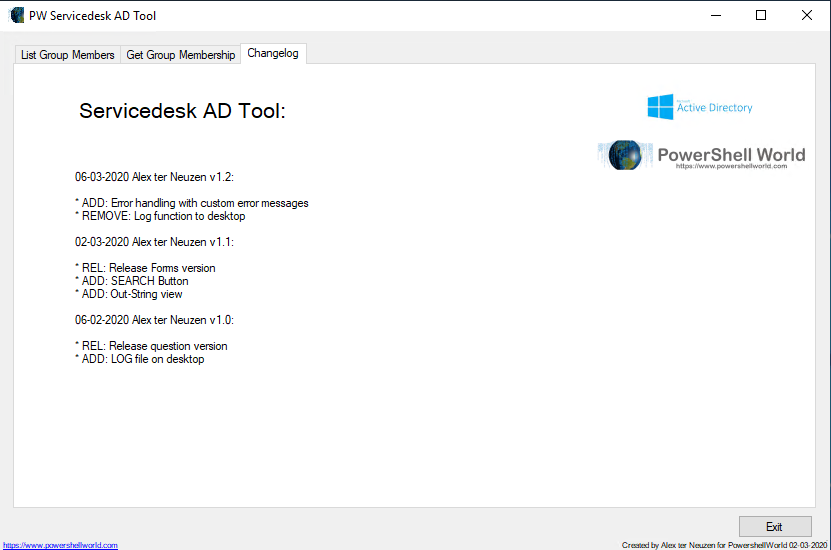 PW Servicedesk AD Tool
List Group Members
Get Group Membership
Changelog
Servicedesk AD Tool:
Microsoft
Active Directory
PowerShell World
https://www.powershellworld.com
06-03-2020 Alex ter Neuzen v1.2:
* ADD: Error handling with custom error messages
* REMOVE: Log function to desktop
02-03-2020 Alex ter Neuzen v1.1:
* REL: Release Forms version
* ADD: SEARCH Button
* ADD: Out-String view
06-02-2020 Alex ter Neuzen v1.0:
* REL: Release question version
* ADD: LOG file on desktop
Exit
https://www.powershellworld.com
Created by Alex ter Neuzen for PowershellWorld 02-03-2020